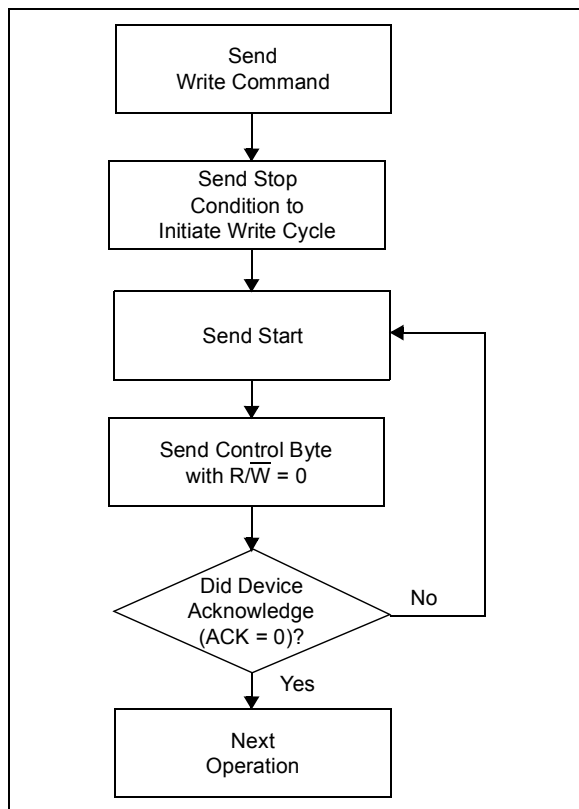 Send
Write Command
Send Stop
Condition to
Initiate Write Cycle
Send Start
Send Control Byte
with R/W̅ = 0
Did Device
Acknowledge
(ACK = 0)?
No
Yes
Next
Operation